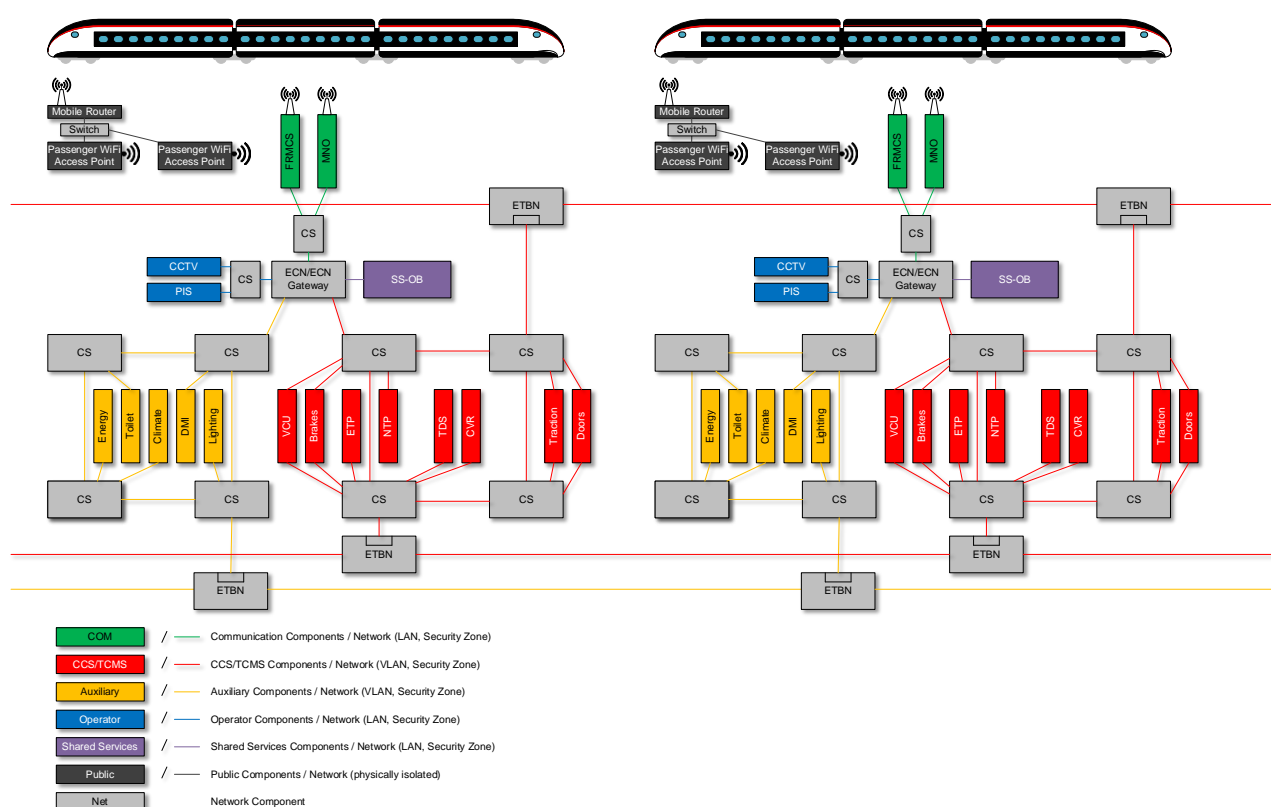 Mobile Router
Switch
Passenger WiFi
Access Point
Passenger WiFi
Access Point
FRMCS
MNO
ETBN
CS
CCTV
PIS
CS
ECN/ECN
Gateway
SS-OB
CS
CS
CS
CS
Energy
Toilet
Climate
DMI
Lighting
VCU
Brakes
ETP
NTP
TDS
CVR
Traction
Doors
CS
CS
CS
CS
ETBN
ETBN
Mobile Router
Switch
Passenger WiFi
Access Point
Passenger WiFi
Access Point
FRMCS
MNO
ETBN
CS
CCTV
PIS
CS
ECN/ECN
Gateway
SS-OB
CS
CS
CS
CS
Energy
Toilet
Climate
DMI
Lighting
VCU
Brakes
ETP
NTP
TDS
CVR
Traction
Doors
CS
CS
CS
CS
ETBN
ETBN
COM / Communication Components / Network (LAN, Security Zone)
CCS/TCMS / CCS/TCMS Components / Network (VLAN, Security Zone)
Auxiliary / Auxiliary Components / Network (VLAN, Security Zone)
Operator / Operator Components / Network (LAN, Security Zone)
Shared Services / Shared Services Components / Network (LAN, Security Zone)
Public / Public Components / Network (physically isolated)
Net Network Component